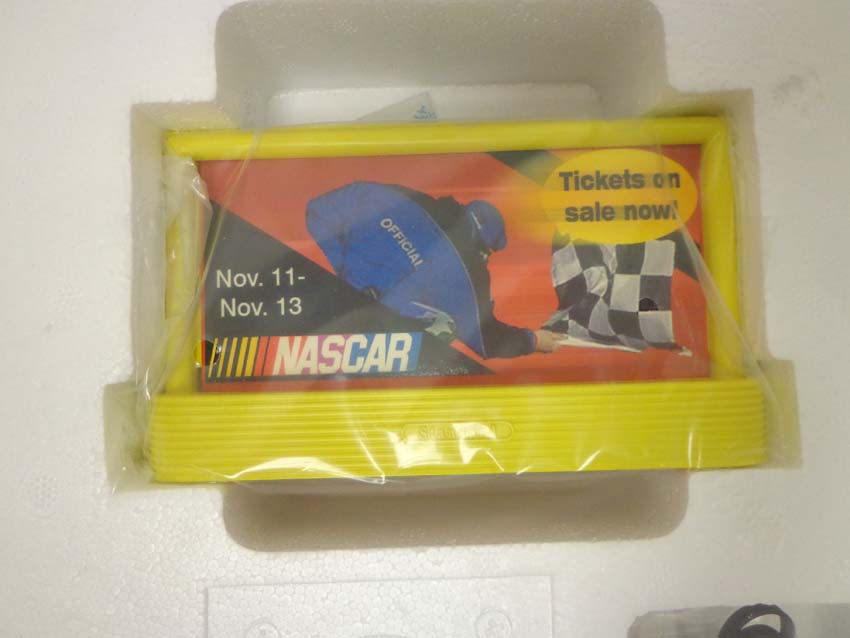 Tickets on
sale now!
OFFICIAL
Nov. 11-
Nov. 13
NASCAR